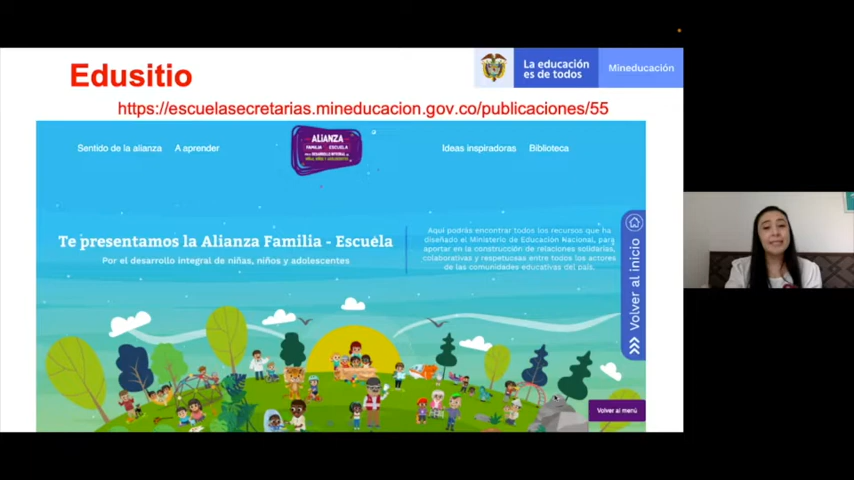 Edusitio
La educación
es de todos
Mineducación
https://escuelasecretarias.mineducacion.gov.co/publicaciones/55
Sentido de la alianza
A aprender
ALiANZA
FAMILIA ESCUELA
Ideas inspiradoras
Biblioteca
Te presentamos la Alianza Familia - Escuela
Por el desarrollo integral de niñas, niños y adolescentes
Aquí podrás encontrar todos los recursos que ha
diseñado el Ministerio de Educación Nacional, para
aportar en la construcción de relaciones solidarias,
colaborativas y respetuosas entre todos los actores
de las comunidades educativas del país.
Volver al inicio
Volver al menú